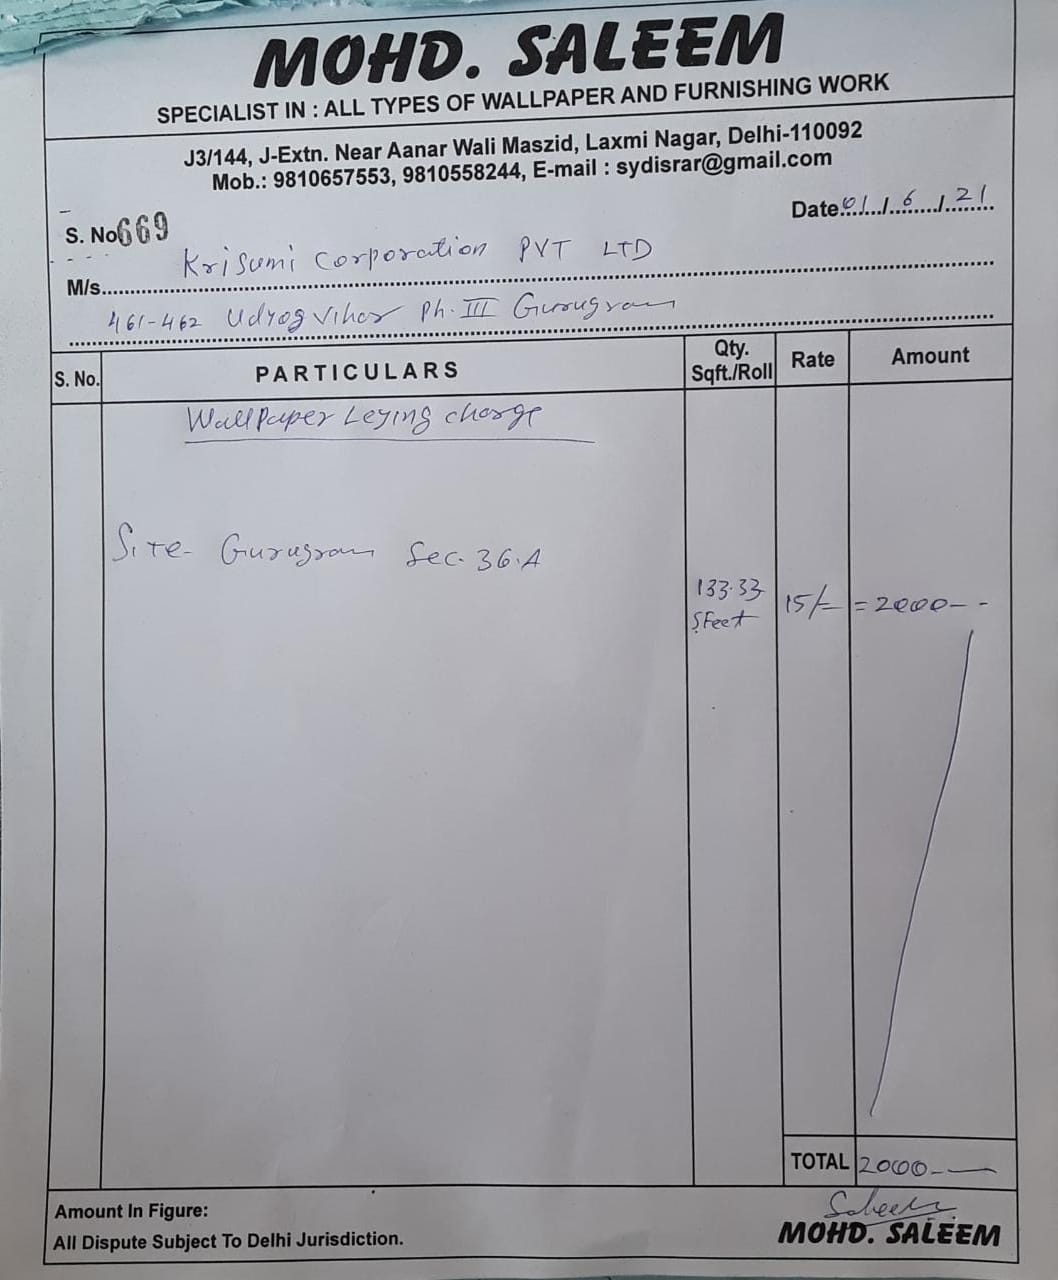 MOHD. SALEEM
SPECIALIST IN : ALL TYPES OF WALLPAPER AND FURNISHING WORK
J3/144, J-Extn. Near Aanar Wali Maszid, Laxmi Nagar, Delhi-110092
Mob.: 9810657553, 9810558244, E-mail : sydisrar@gmail.com
S. No 669 Date 01/6/21
M/s. Krisumi Corporation PVT LTD
461-462 Udyog Vihar Ph. III Gurugram
S. No. PARTICULARS Qty. Sqft./Roll Rate Amount
Wallpaper Leying charge
Site- Gurugram Sec. 36.A
133.33 SFeet 15/= = 2000--
TOTAL 2000-
Amount In Figure: Saleem
All Dispute Subject To Delhi Jurisdiction. MOHD. SALEEM